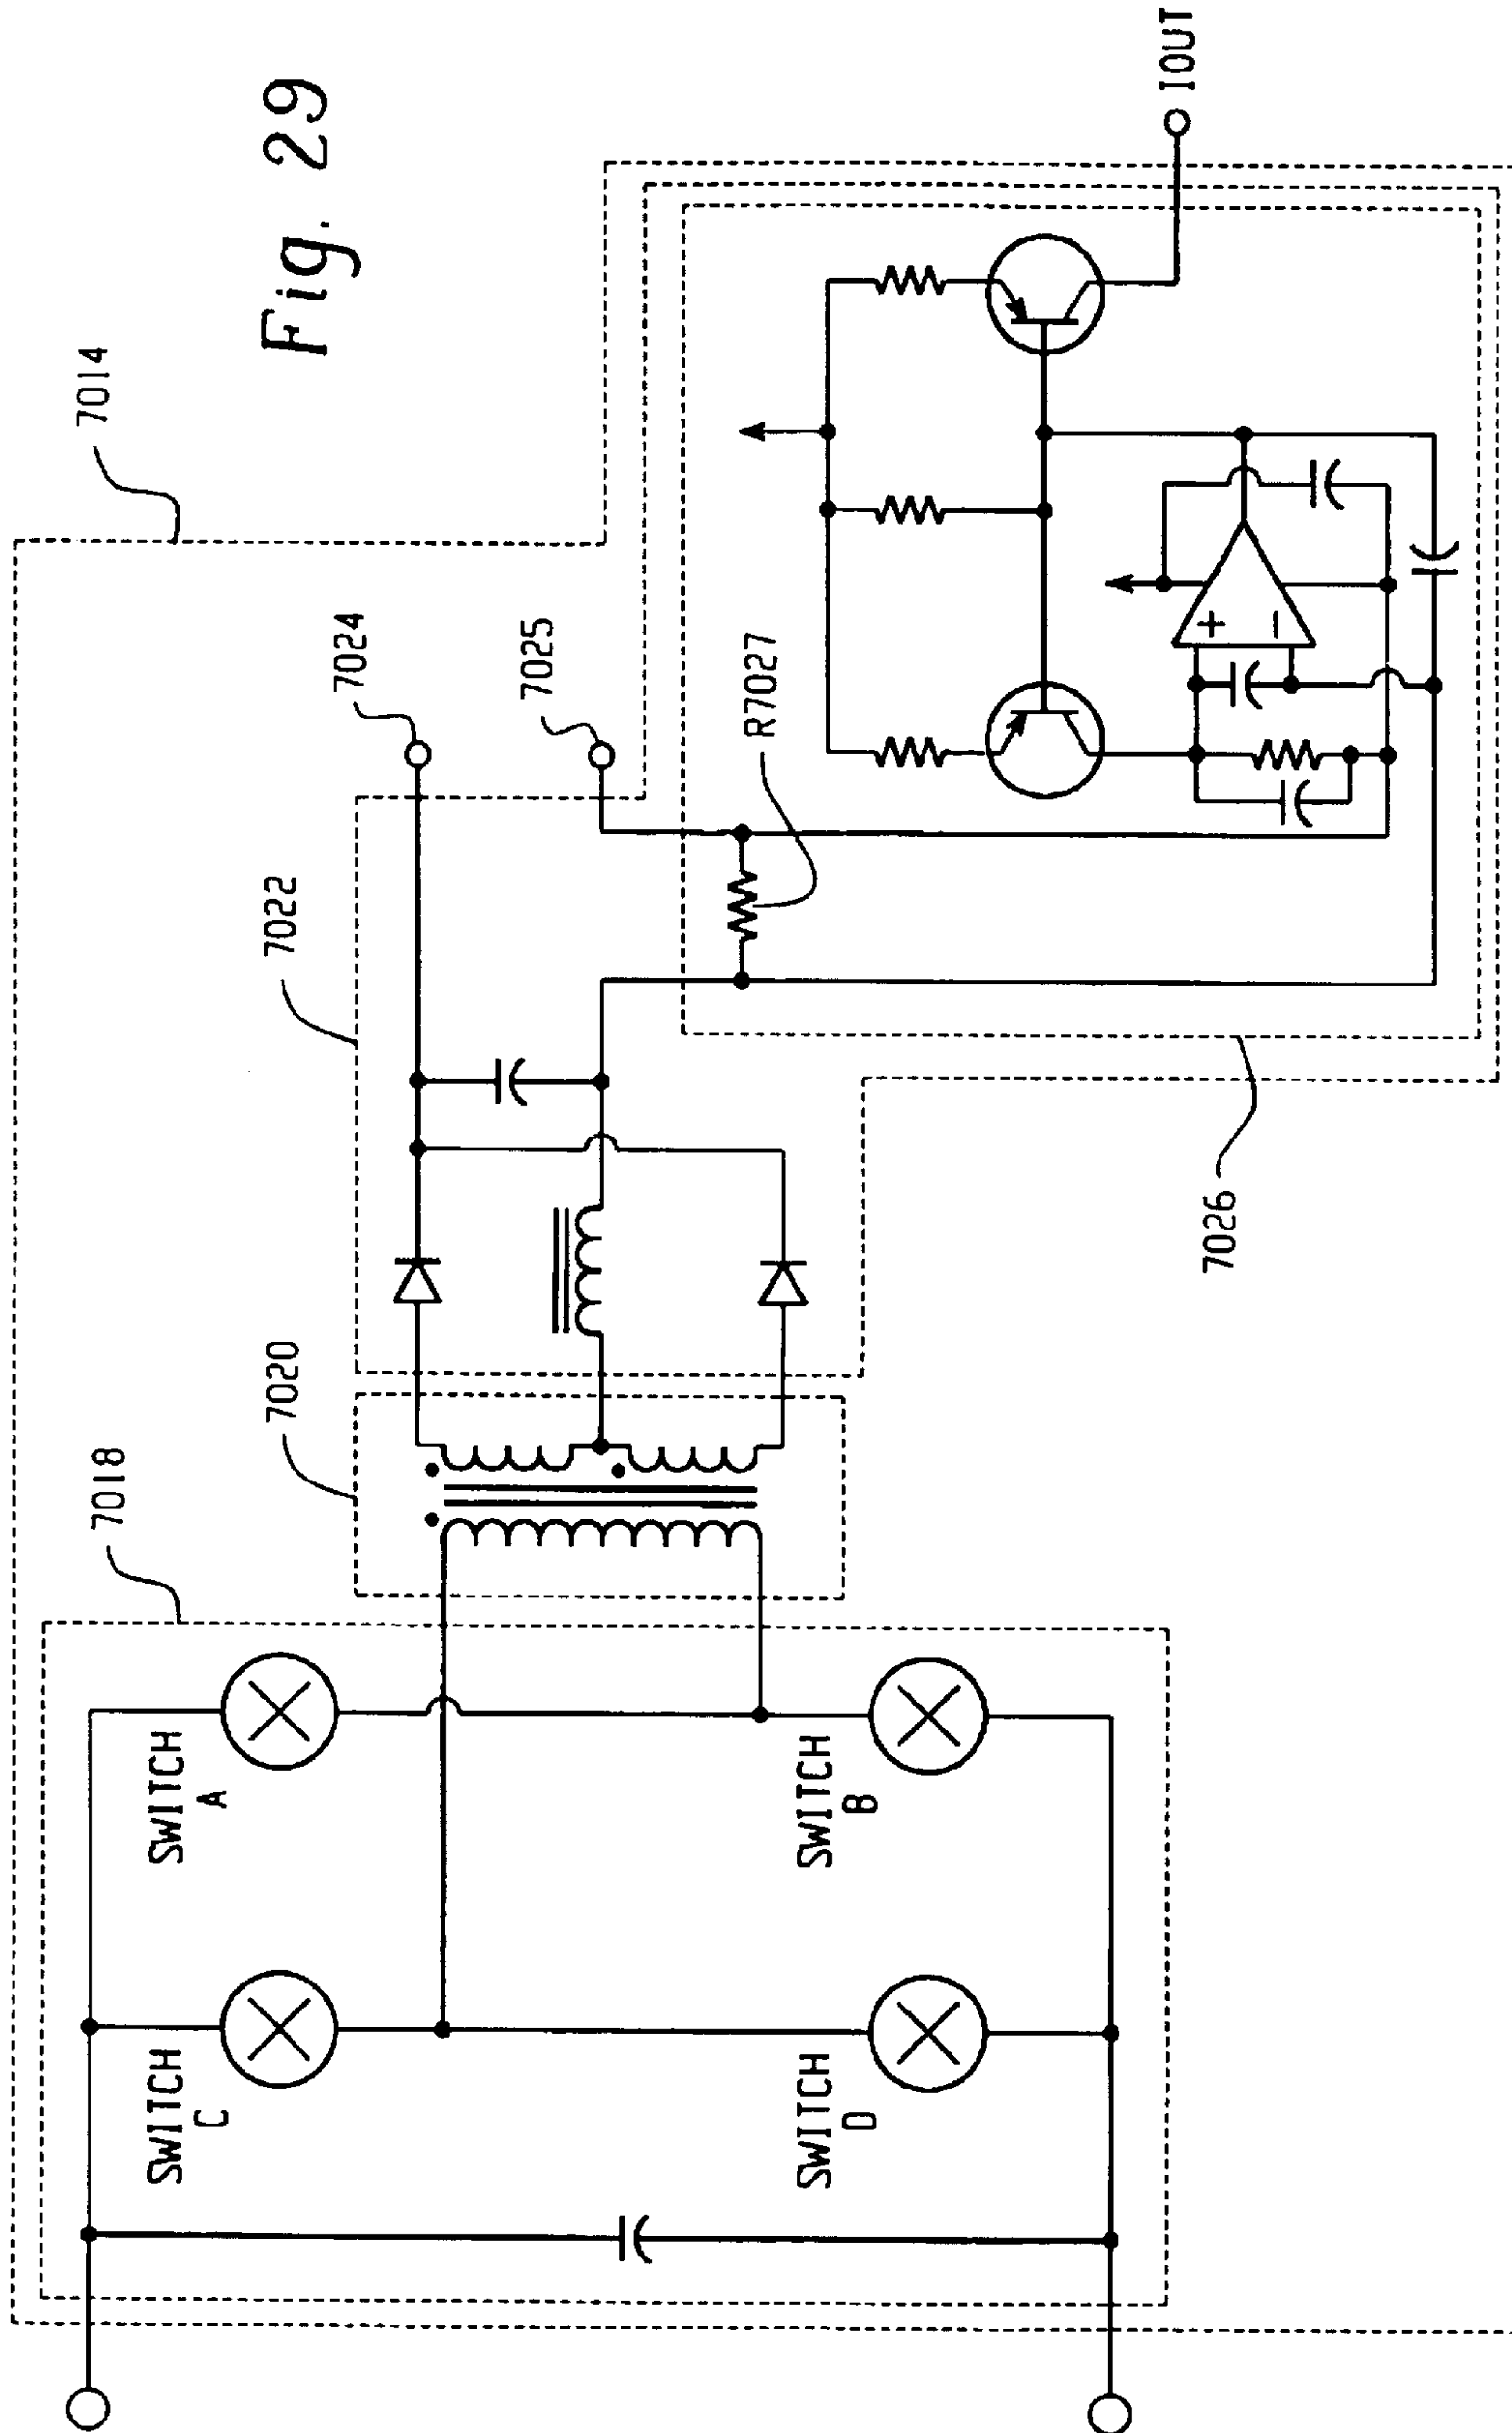 Fig. 29
7014
7018
7020
7022
7024
7025
R7027
7026
SWITCH
A
SWITCH
B
SWITCH
C
SWITCH
D
+
−
IOUT